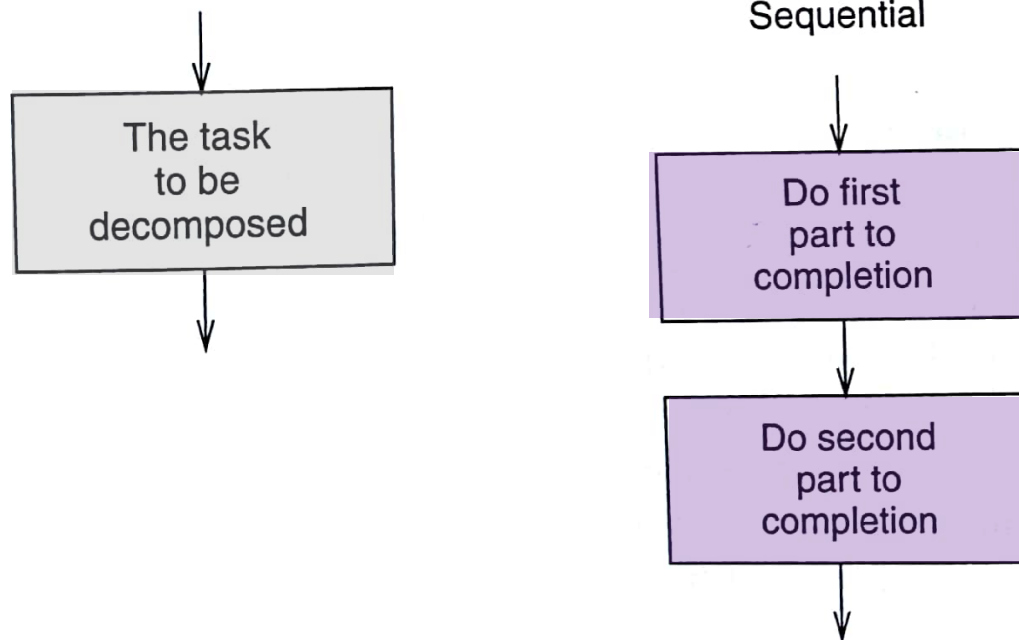 The task
to be
decomposed
Sequential
Do first
part to
completion
Do second
part to
completion